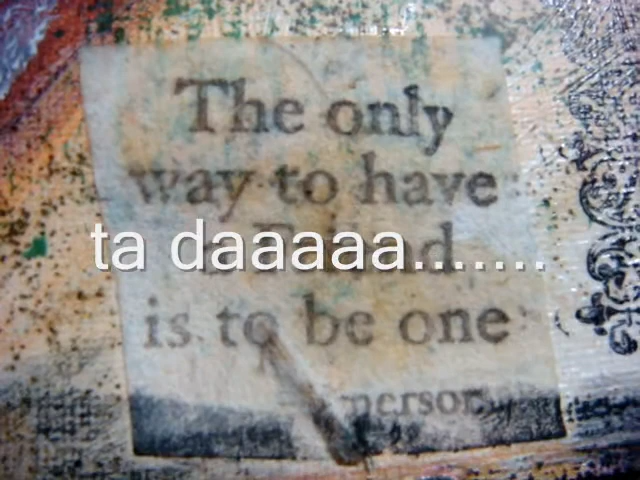 The only
way to have
ta daaaaa.......
is to be one